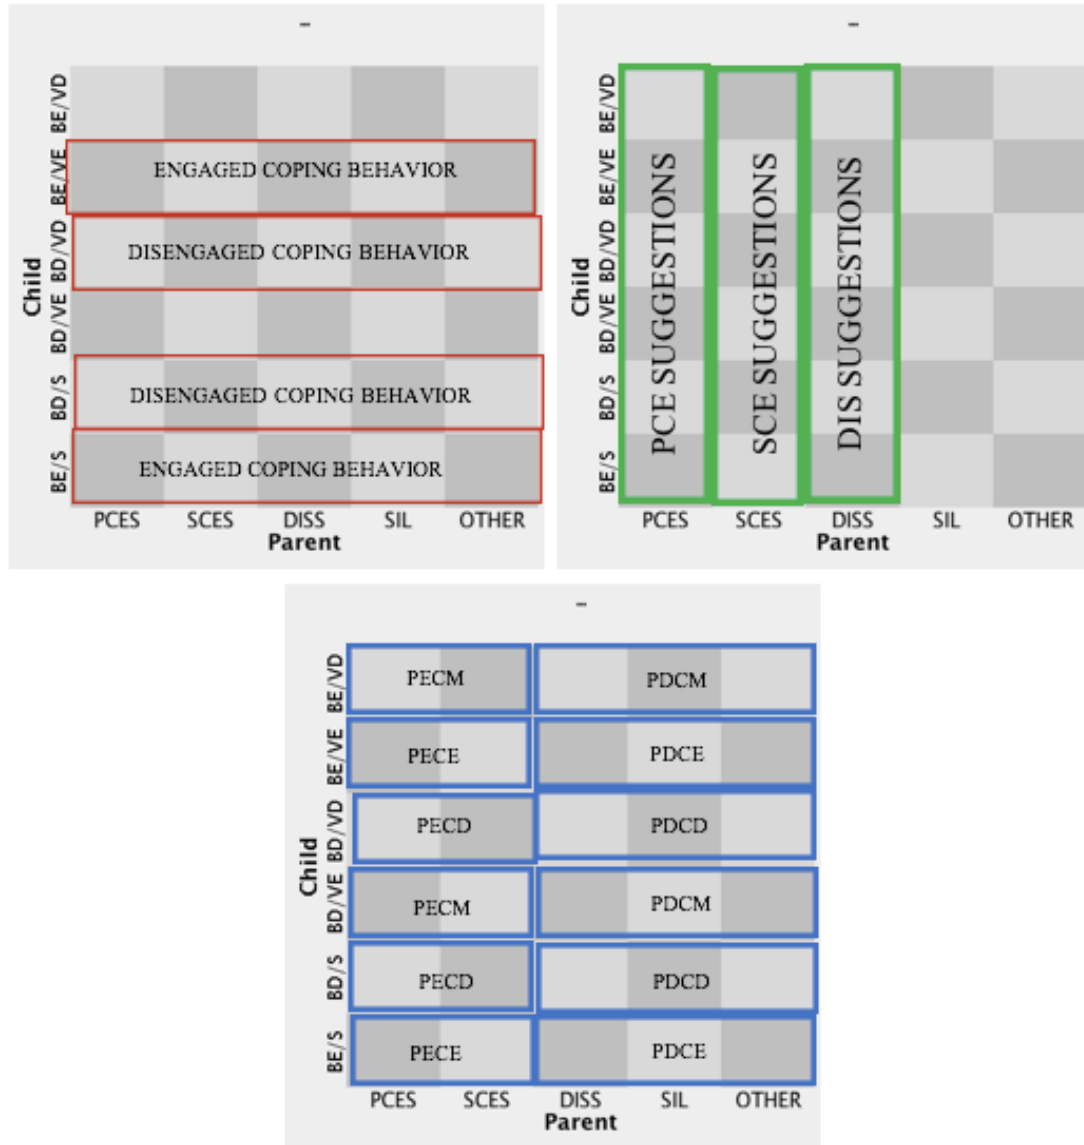 -
BE/VD
BE/VE
ENGAGED COPING BEHAVIOR
BD/VD
DISENGAGED COPING BEHAVIOR
Child
BD/VE
BD/S
DISENGAGED COPING BEHAVIOR
BE/S
ENGAGED COPING BEHAVIOR
PCES SCES DISS SIL OTHER
Parent
-
BE/VD
BE/VE
BD/VD
Child
BD/VE
BD/S
BE/S
PCE SUGGESTIONS
SCE SUGGESTIONS
DIS SUGGESTIONS
PCES SCES DISS SIL OTHER
Parent
-
BE/VD PECM PDCM
BE/VE PECE PDCE
BD/VD PECD PDCD
Child
BD/VE PECM PDCM
BD/S PECD PDCD
BE/S PECE PDCE
PCES SCES DISS SIL OTHER
Parent